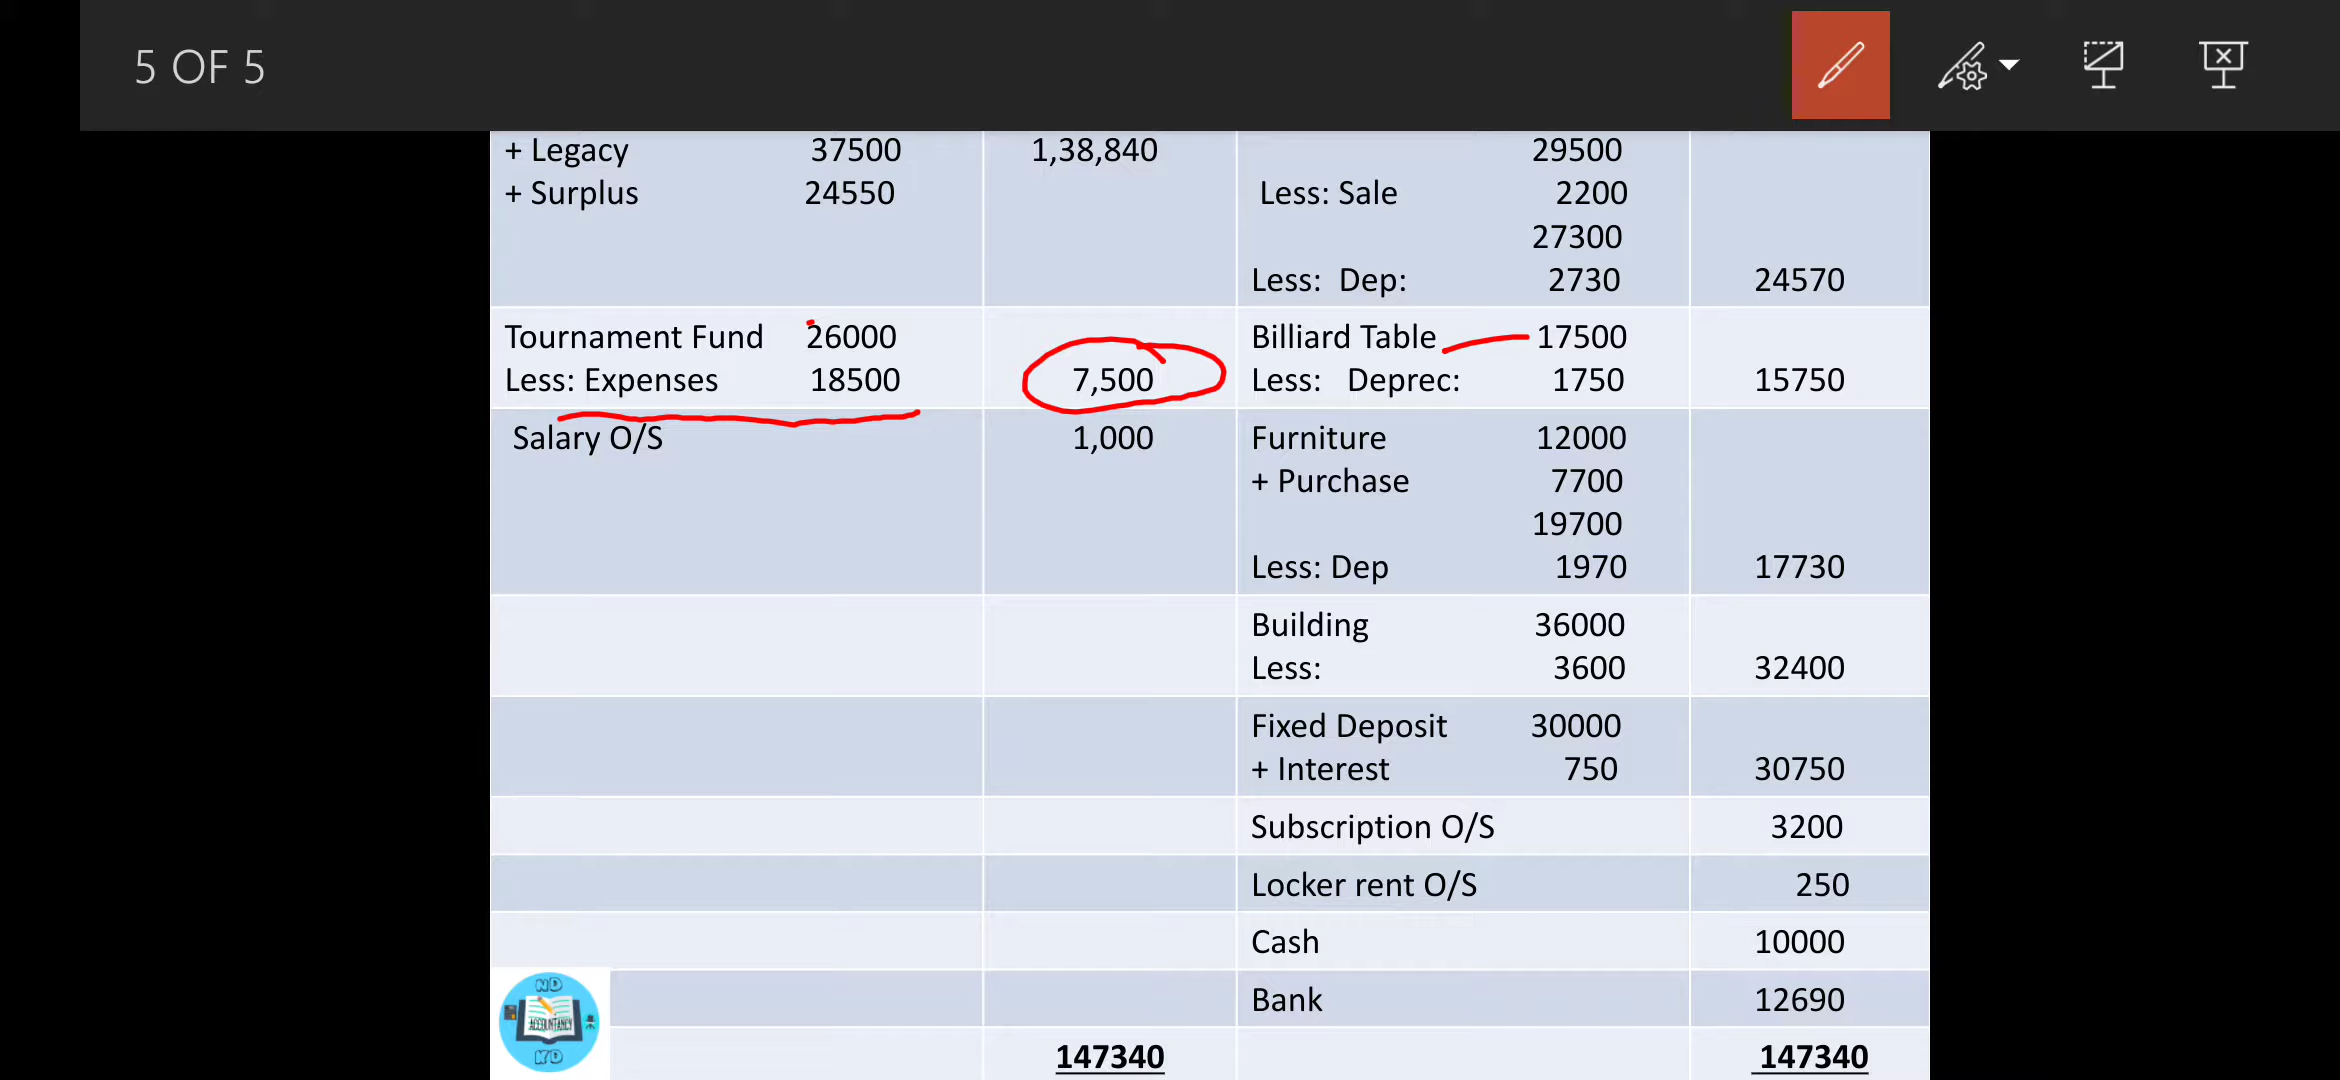 5 OF 5
+ Legacy 37500 1,38,840 29500
+ Surplus 24550 Less: Sale 2200
27300
Less: Dep: 2730 24570
Tournament Fund 26000 Billiard Table 17500
Less: Expenses 18500 7,500 Less: Deprec: 1750 15750
Salary O/S 1,000 Furniture 12000
+ Purchase 7700
19700
Less: Dep 1970 17730
Building 36000
Less: 3600 32400
Fixed Deposit 30000
+ Interest 750 30750
Subscription O/S 3200
Locker rent O/S 250
Cash 10000
ND
Bank 12690
ACCOUNTANCY
KD
147340 147340